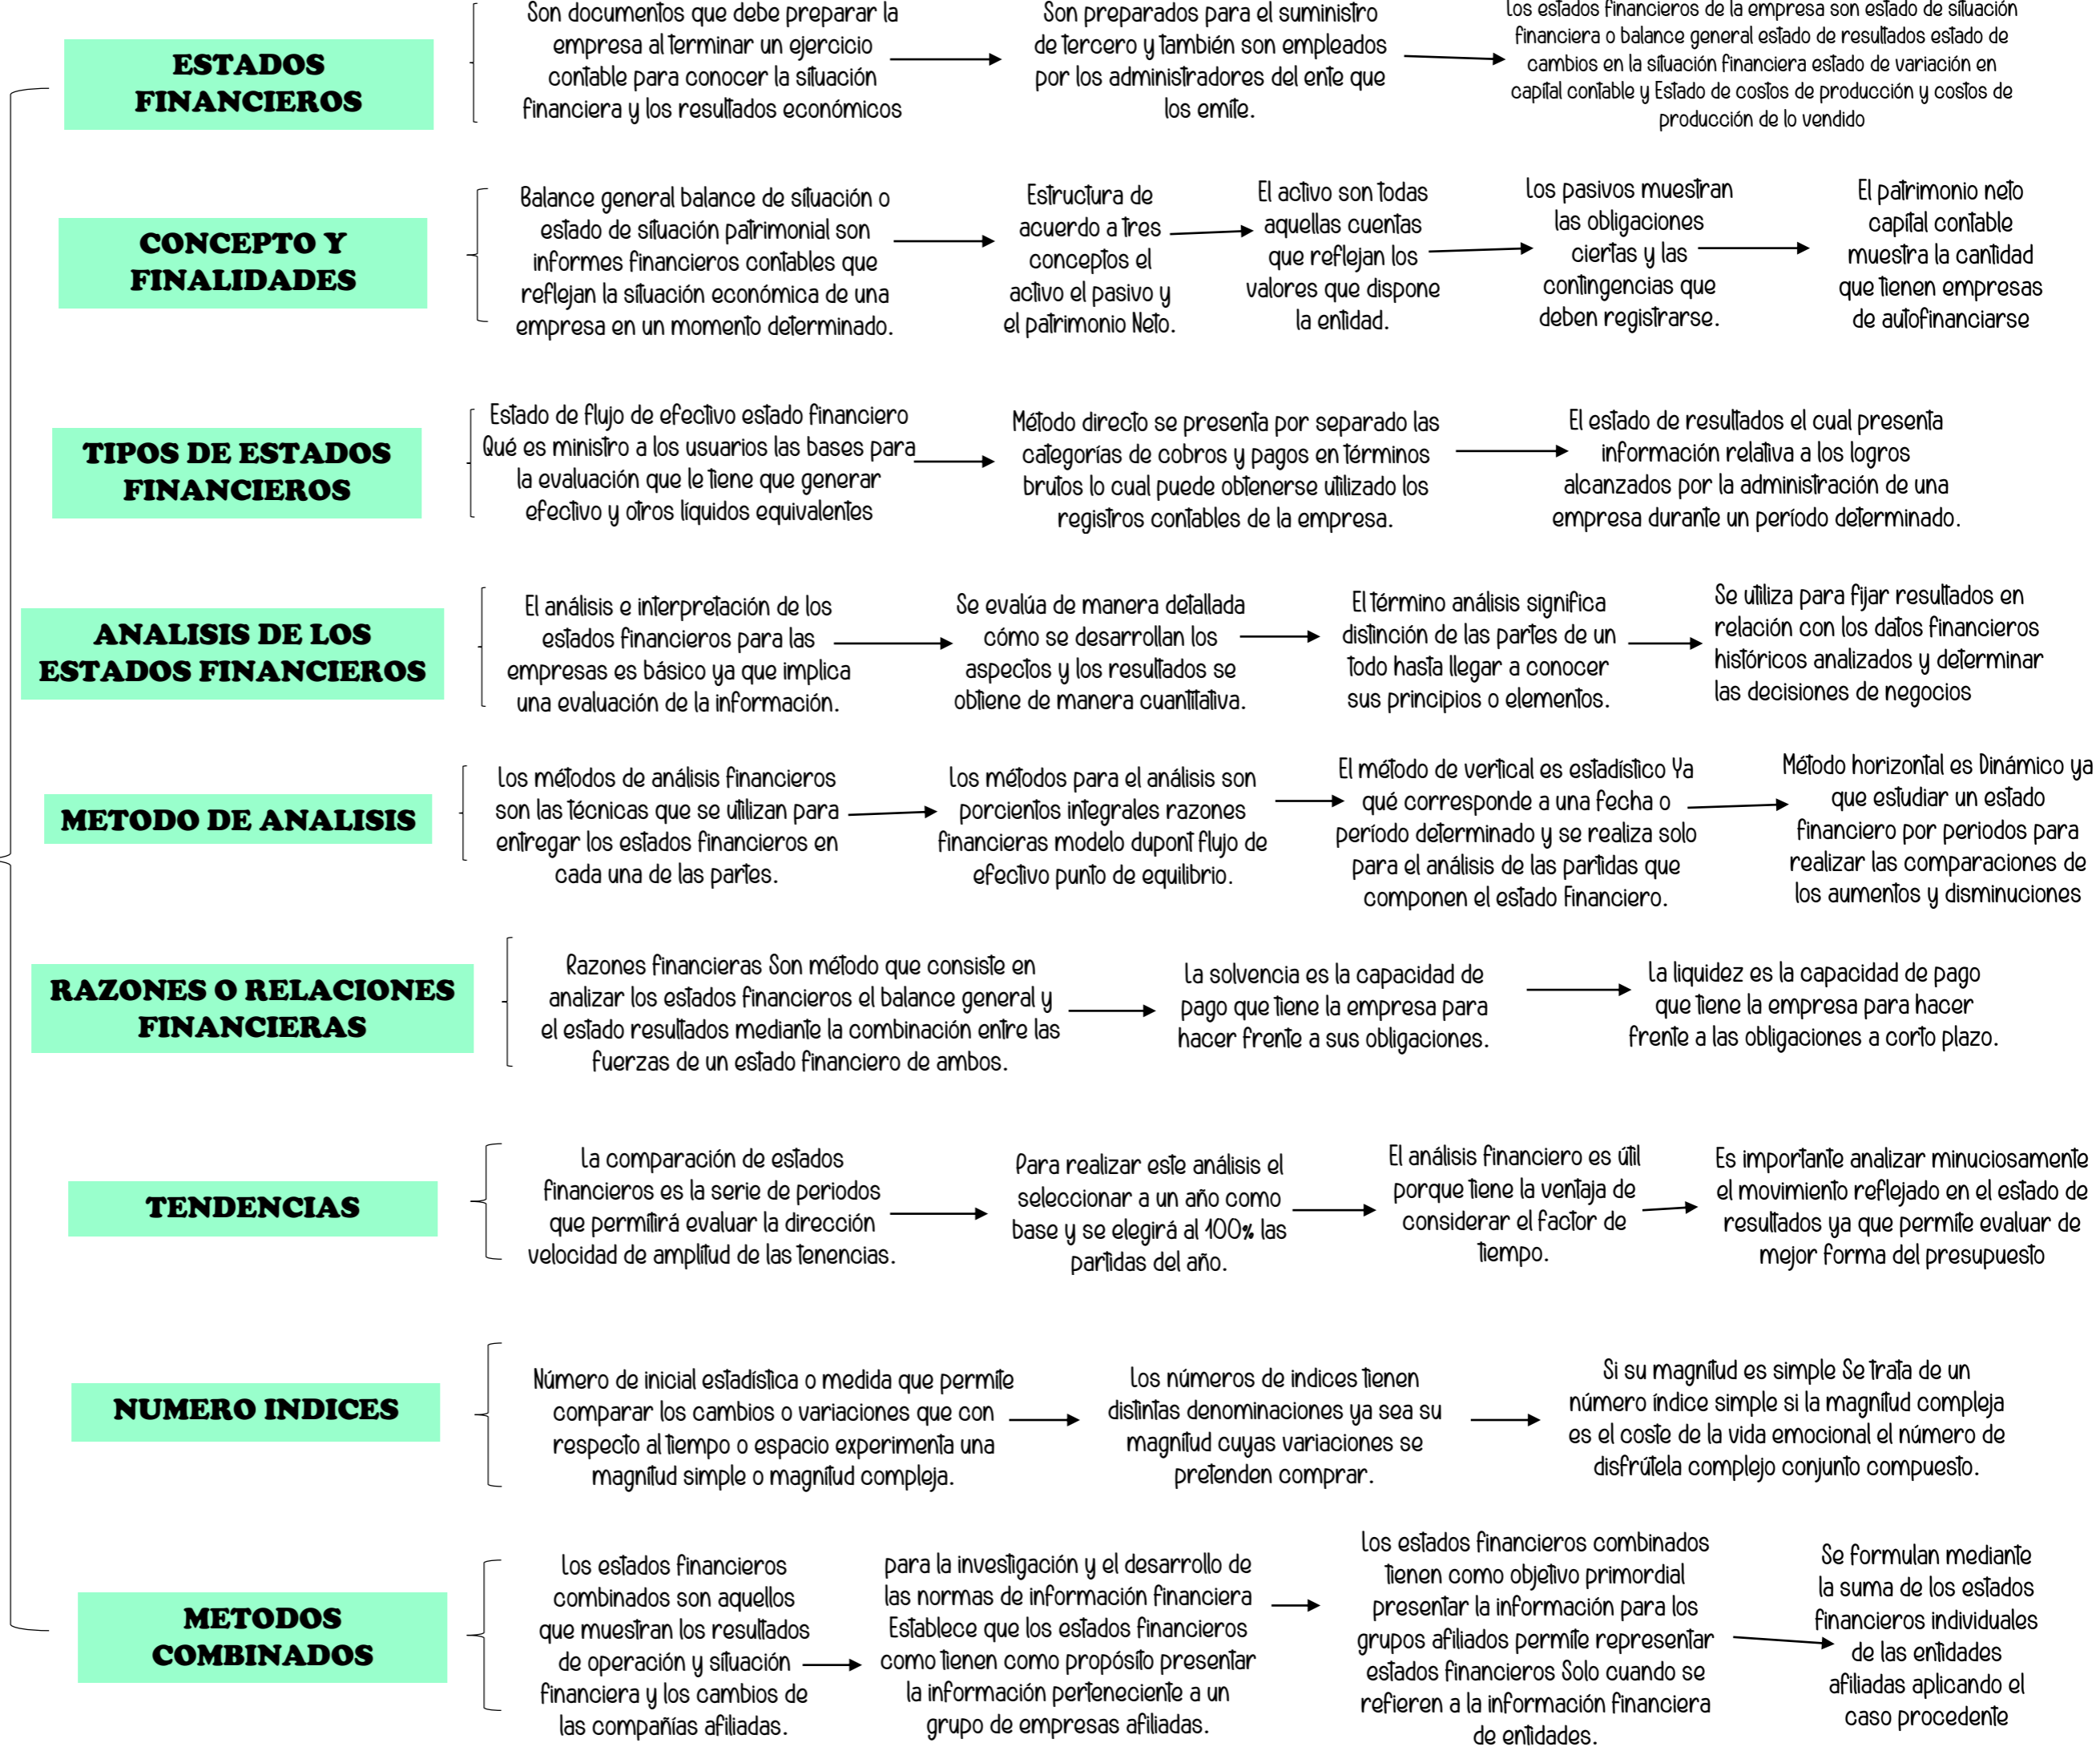 ESTADOS
FINANCIEROS
Son documentos que debe preparar la
empresa al terminar un ejercicio
contable para conocer la situación
financiera y los resultados económicos
Son preparados para el suministro
de tercero y también son empleados
por los administradores del ente que
los emite.
Los estados financieros de la empresa son estado de situación
financiera o balance general estado de resultados estado de
cambios en la situación financiera estado de variación en
capital contable y Estado de costos de producción y costos de
producción de lo vendido
CONCEPTO Y
FINALIDADES
Balance general balance de situación o
estado de situación patrimonial son
informes financieros contables que
reflejan la situación económica de una
empresa en un momento determinado.
Estructura de
acuerdo a tres
conceptos el
activo el pasivo y
el patrimonio Neto.
El activo son todas
aquellas cuentas
que reflejan los
valores que dispone
la entidad.
Los pasivos muestran
las obligaciones
ciertas y las
contingencias que
deben registrarse.
El patrimonio neto
capital contable
muestra la cantidad
que tienen empresas
de autofinanciarse
TIPOS DE ESTADOS
FINANCIEROS
Estado de flujo de efectivo estado financiero
Qué es ministro a los usuarios las bases para
la evaluación que le tiene que generar
efectivo y otros líquidos equivalentes
Método directo se presenta por separado las
categorías de cobros y pagos en términos
brutos lo cual puede obtenerse utilizado los
registros contables de la empresa.
El estado de resultados el cual presenta
información relativa a los logros
alcanzados por la administración de una
empresa durante un período determinado.
ANALISIS DE LOS
ESTADOS FINANCIEROS
El análisis e interpretación de los
estados financieros para las
empresas es básico ya que implica
una evaluación de la información.
Se evalúa de manera detallada
cómo se desarrollan los
aspectos y los resultados se
obtiene de manera cuantitativa.
El término análisis significa
distinción de las partes de un
todo hasta llegar a conocer
sus principios o elementos.
Se utiliza para fijar resultados en
relación con los datos financieros
históricos analizados y determinar
las decisiones de negocios
METODO DE ANALISIS
Los métodos de análisis financieros
son las técnicas que se utilizan para
entregar los estados financieros en
cada una de las partes.
Los métodos para el análisis son
porcientos integrales razones
financieras modelo dupont flujo de
efectivo punto de equilibrio.
El método de vertical es estadístico Ya
qué corresponde a una fecha o
período determinado y se realiza solo
para el análisis de las partidas que
componen el estado Financiero.
Método horizontal es Dinámico ya
que estudiar un estado
financiero por periodos para
realizar las comparaciones de
los aumentos y disminuciones
RAZONES O RELACIONES
FINANCIERAS
Razones financieras Son método que consiste en
analizar los estados financieros el balance general y
el estado resultados mediante la combinación entre las
fuerzas de un estado financiero de ambos.
La solvencia es la capacidad de
pago que tiene la empresa para
hacer frente a sus obligaciones.
La liquidez es la capacidad de pago
que tiene la empresa para hacer
frente a las obligaciones a corto plazo.
TENDENCIAS
La comparación de estados
financieros es la serie de periodos
que permitirá evaluar la dirección
velocidad de amplitud de las tenencias.
Para realizar este análisis el
seleccionar a un año como
base y se elegirá al 100% las
partidas del año.
El análisis financiero es útil
porque tiene la ventaja de
considerar el factor de
tiempo.
Es importante analizar minuciosamente
el movimiento reflejado en el estado de
resultados ya que permite evaluar de
mejor forma del presupuesto
NUMERO INDICES
Número de inicial estadística o medida que permite
comparar los cambios o variaciones que con
respecto al tiempo o espacio experimenta una
magnitud simple o magnitud compleja.
Los números de indices tienen
distintas denominaciones ya sea su
magnitud cuyas variaciones se
pretenden comprar.
Si su magnitud es simple Se trata de un
número índice simple si la magnitud compleja
es el coste de la vida emocional el número de
disfrútela complejo conjunto compuesto.
METODOS
COMBINADOS
Los estados financieros
combinados son aquellos
que muestran los resultados
de operación y situación
financiera y los cambios de
las compañías afiliadas.
para la investigación y el desarrollo de
las normas de información financiera
Establece que los estados financieros
como tienen como propósito presentar
la información perteneciente a un
grupo de empresas afiliadas.
Los estados financieros combinados
tienen como objetivo primordial
presentar la información para los
grupos afiliados permite representar
estados financieros Solo cuando se
refieren a la información financiera
de entidades.
Se formulan mediante
la suma de los estados
financieros individuales
de las entidades
afiliadas aplicando el
caso procedente